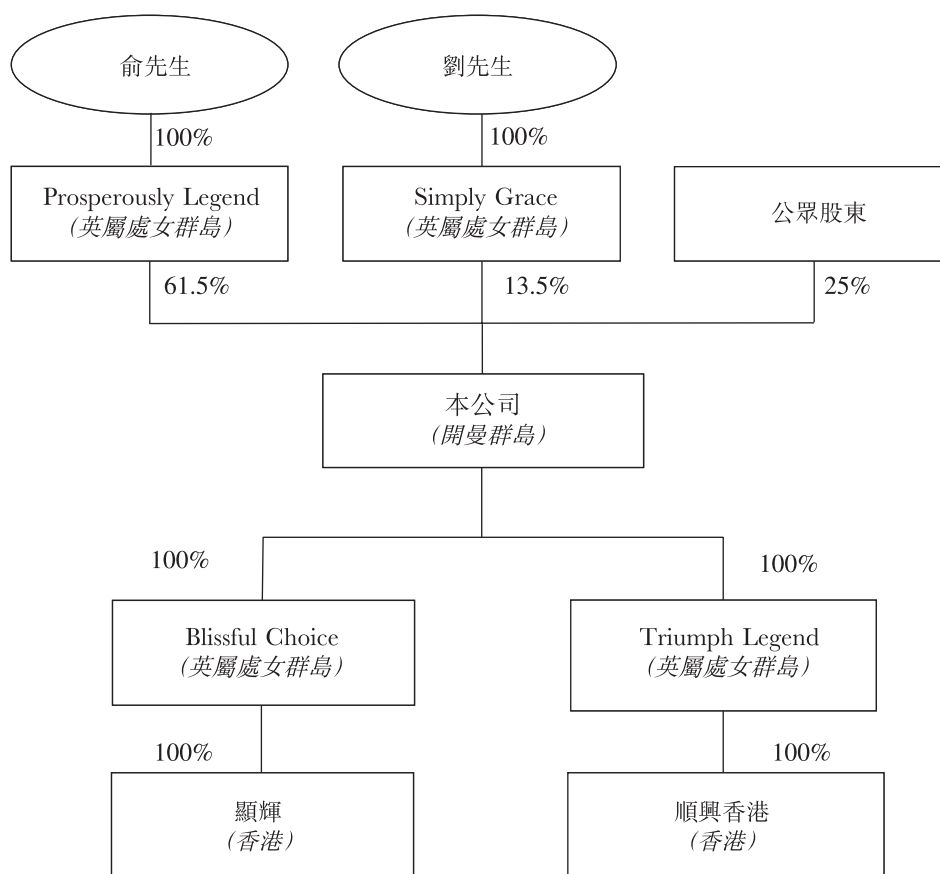 俞先生
劉先生
100%
100%
Prosperously Legend
(英屬處女群島)
Simply Grace
(英屬處女群島)
公眾股東
61.5%
13.5%
25%
本公司
(開曼群島)
100%
100%
Blissful Choice
(英屬處女群島)
Triumph Legend
(英屬處女群島)
100%
100%
顯輝
(香港)
順興香港
(香港)